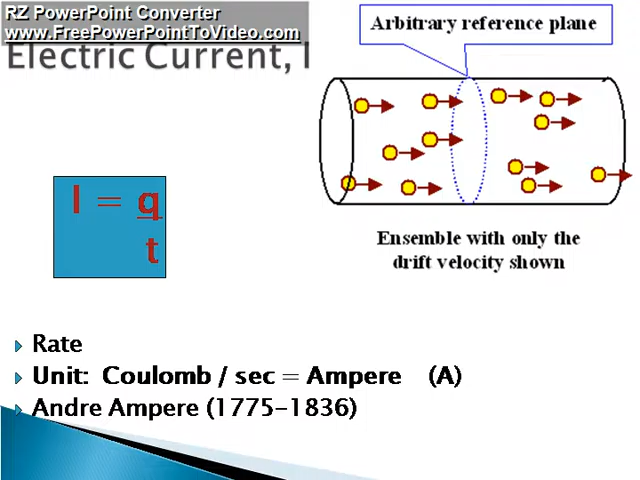 RZ PowerPoint Converter
www.FreePowerPointToVideo.com
Electric Current, I
Arbitrary reference plane
I = q
t
Ensemble with only the
drift velocity shown
Rate
Unit: Coulomb / sec = Ampere (A)
Andre Ampere (1775-1836)